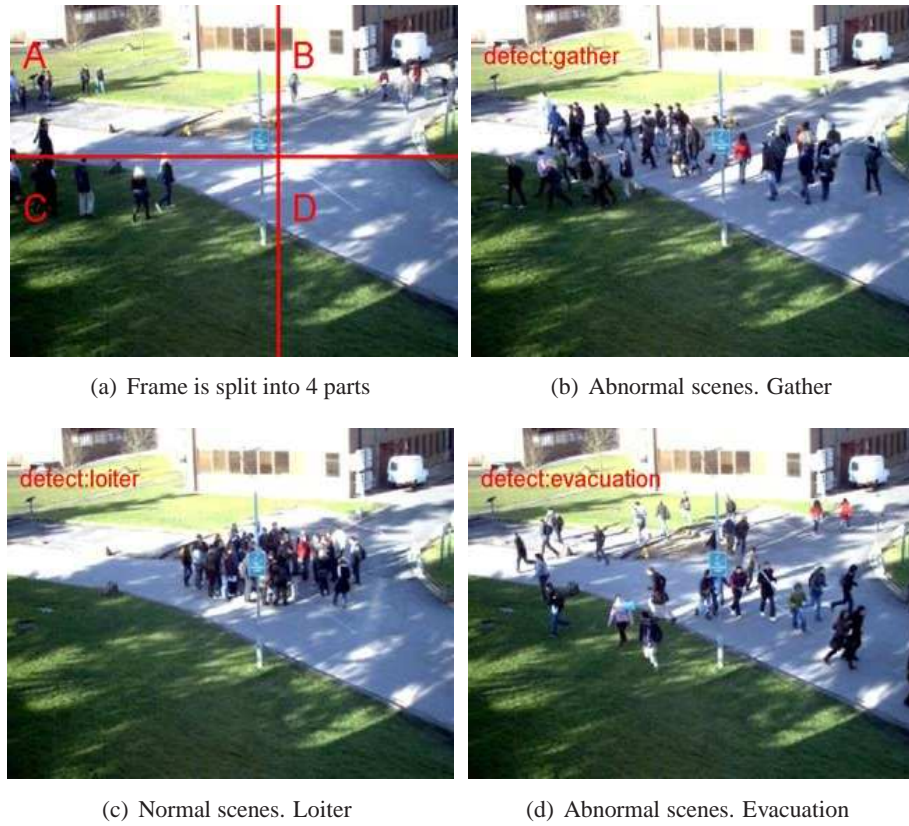 A
B
C
D
detect:gather
(a) Frame is split into 4 parts
(b) Abnormal scenes. Gather
detect:loiter
detect:evacuation
(c) Normal scenes. Loiter
(d) Abnormal scenes. Evacuation